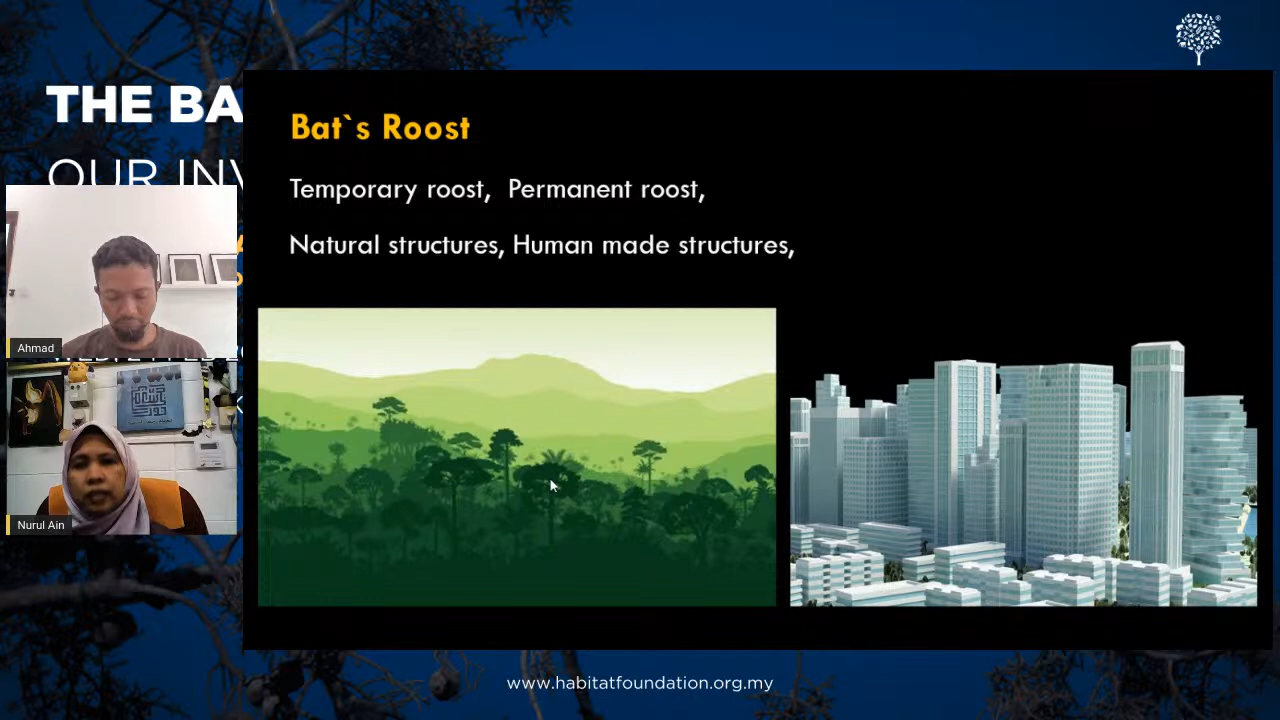 THE BA
OUR INV
Bat`s Roost
Temporary roost, Permanent roost,
Natural structures, Human made structures,
Ahmad
Nurul Ain
www.habitatfoundation.org.my